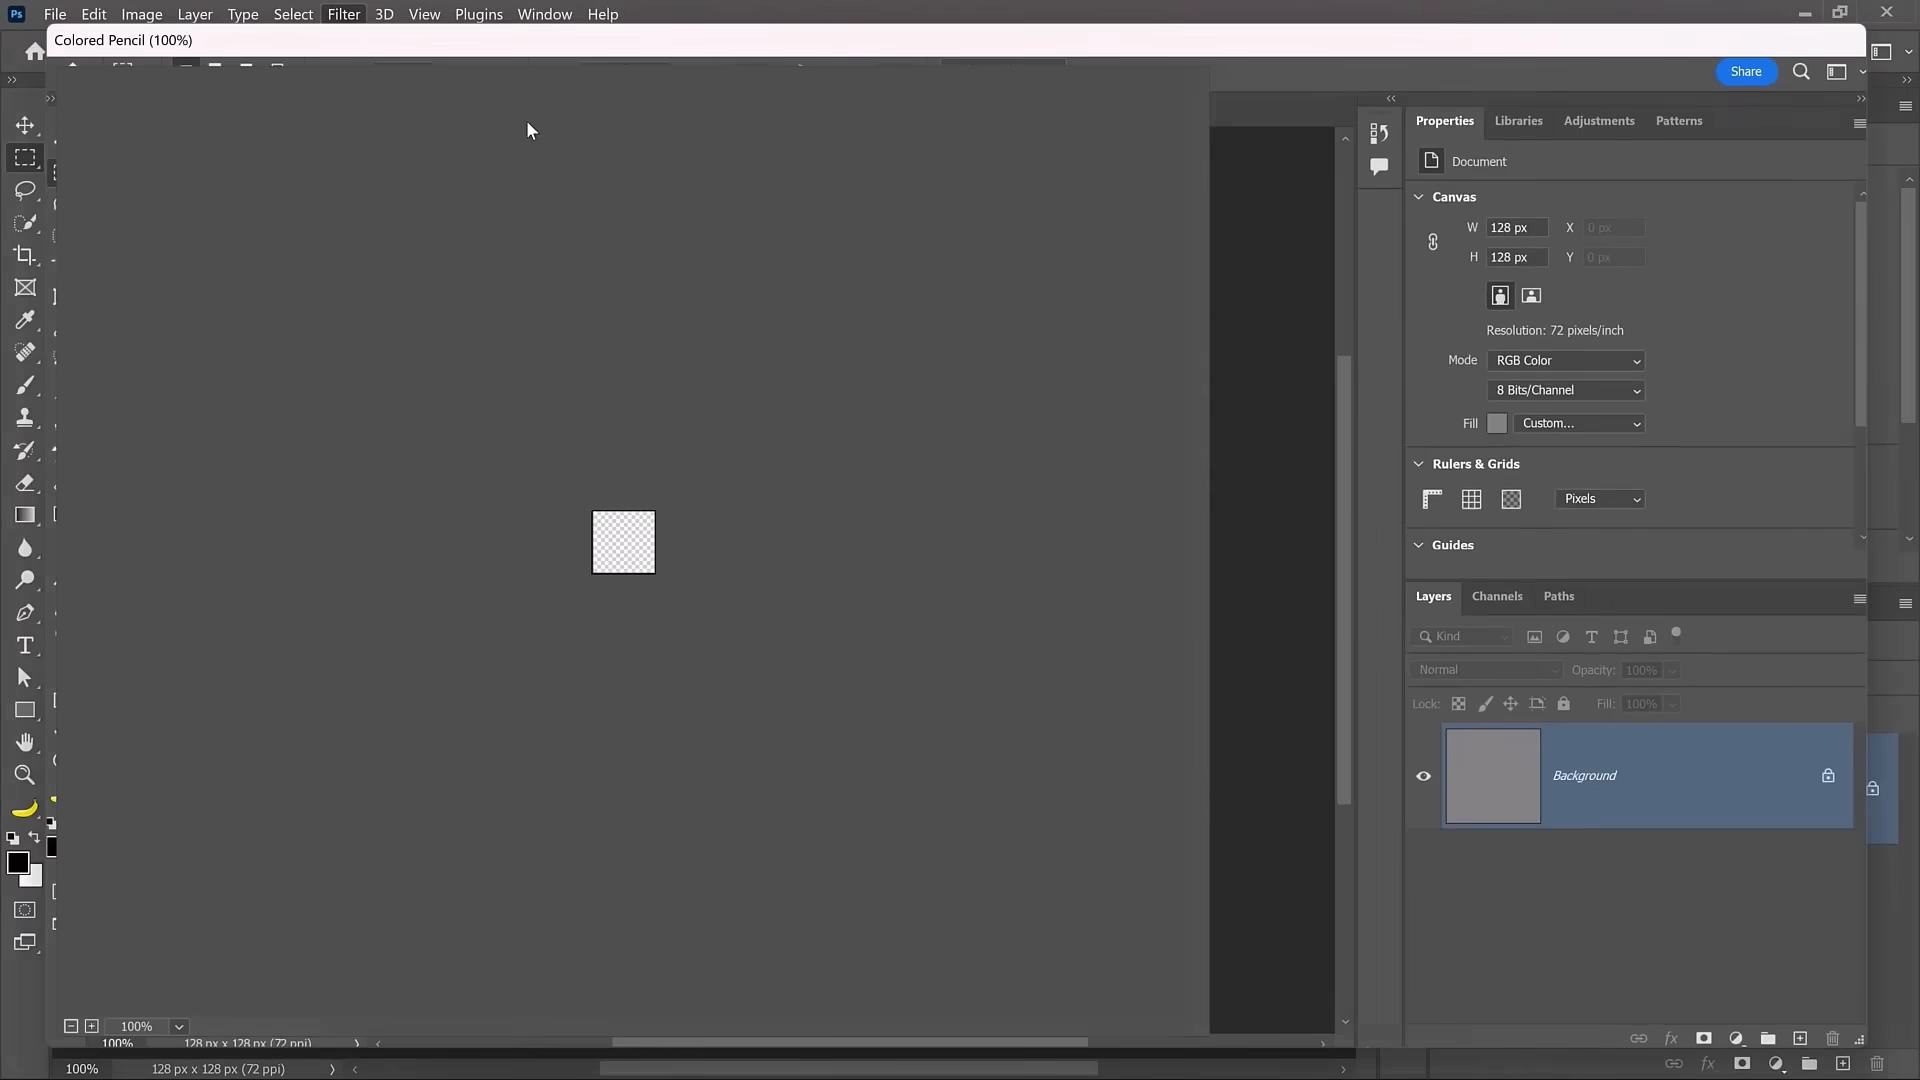 Ps File Edit Image Layer Type Select Filter 3D View Plugins Window Help
Colored Pencil (100%)
Share
Properties Libraries Adjustments Patterns
Document
Canvas
W 128 px X 0 px
H 128 px Y 0 px
Resolution: 72 pixels/inch
Mode RGB Color
8 Bits/Channel
Fill Custom...
Rulers & Grids
Pixels
Guides
Layers Channels Paths
Kind
Normal Opacity: 100%
Lock: Fill: 100%
Background
fx
100%
100% 128 px x 128 px (72 ppi)
fx
100% 128 px x 128 px (72 ppi)